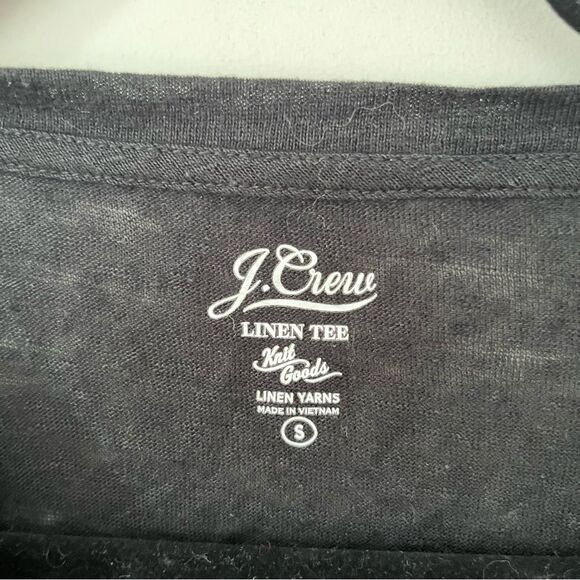 J.Crew
LINEN TEE
Knit
Goods
LINEN YARNS
MADE IN VIETNAM
S